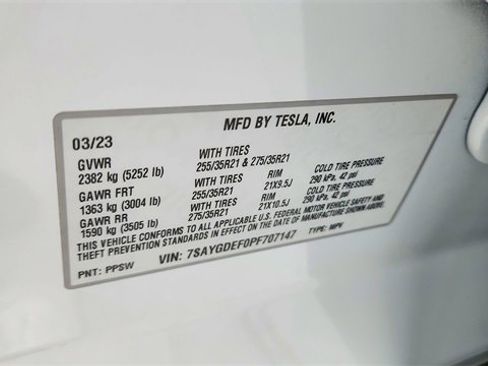 MFD BY TESLA, INC.
03/23
GVWR WITH TIRES
2382 kg (5252 lb) 255/35R21 & 275/35R21
GAWR FRT WITH TIRES RIM COLD TIRE PRESSURE
1363 kg (3004 lb) 255/35R21 21X9.5J 290 kPa, 42 psi
GAWR RR WITH TIRES RIM COLD TIRE PRESSURE
1590 kg (3505 lb) 275/35R21 21X10.5J 290 kPa, 42 psi
THIS VEHICLE CONFORMS TO ALL APPLICABLE U.S. FEDERAL MOTOR VEHICLE SAFETY AND
THEFT PREVENTION STANDARDS IN EFFECT ON THE DATE OF MANUFACTURE SHOWN ABOVE.
PNT: PPSW VIN: 7SAYGDEF0PF707147 TYPE: MPV